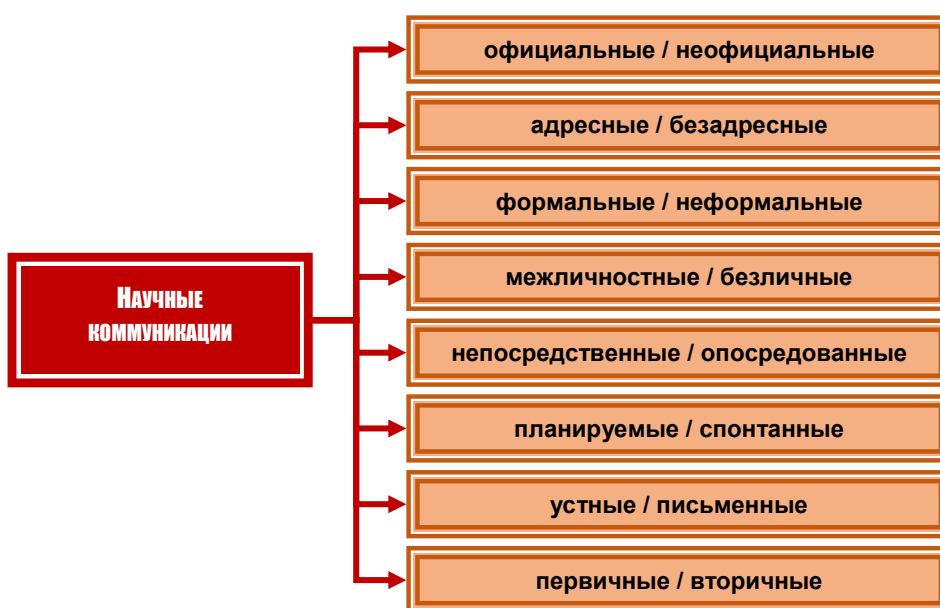 официальные / неофициальные
адресные / безадресные
формальные / неформальные
межличностные / безличные
Научные
коммуникации
непосредственные / опосредованные
планируемые / спонтанные
устные / письменные
первичные / вторичные